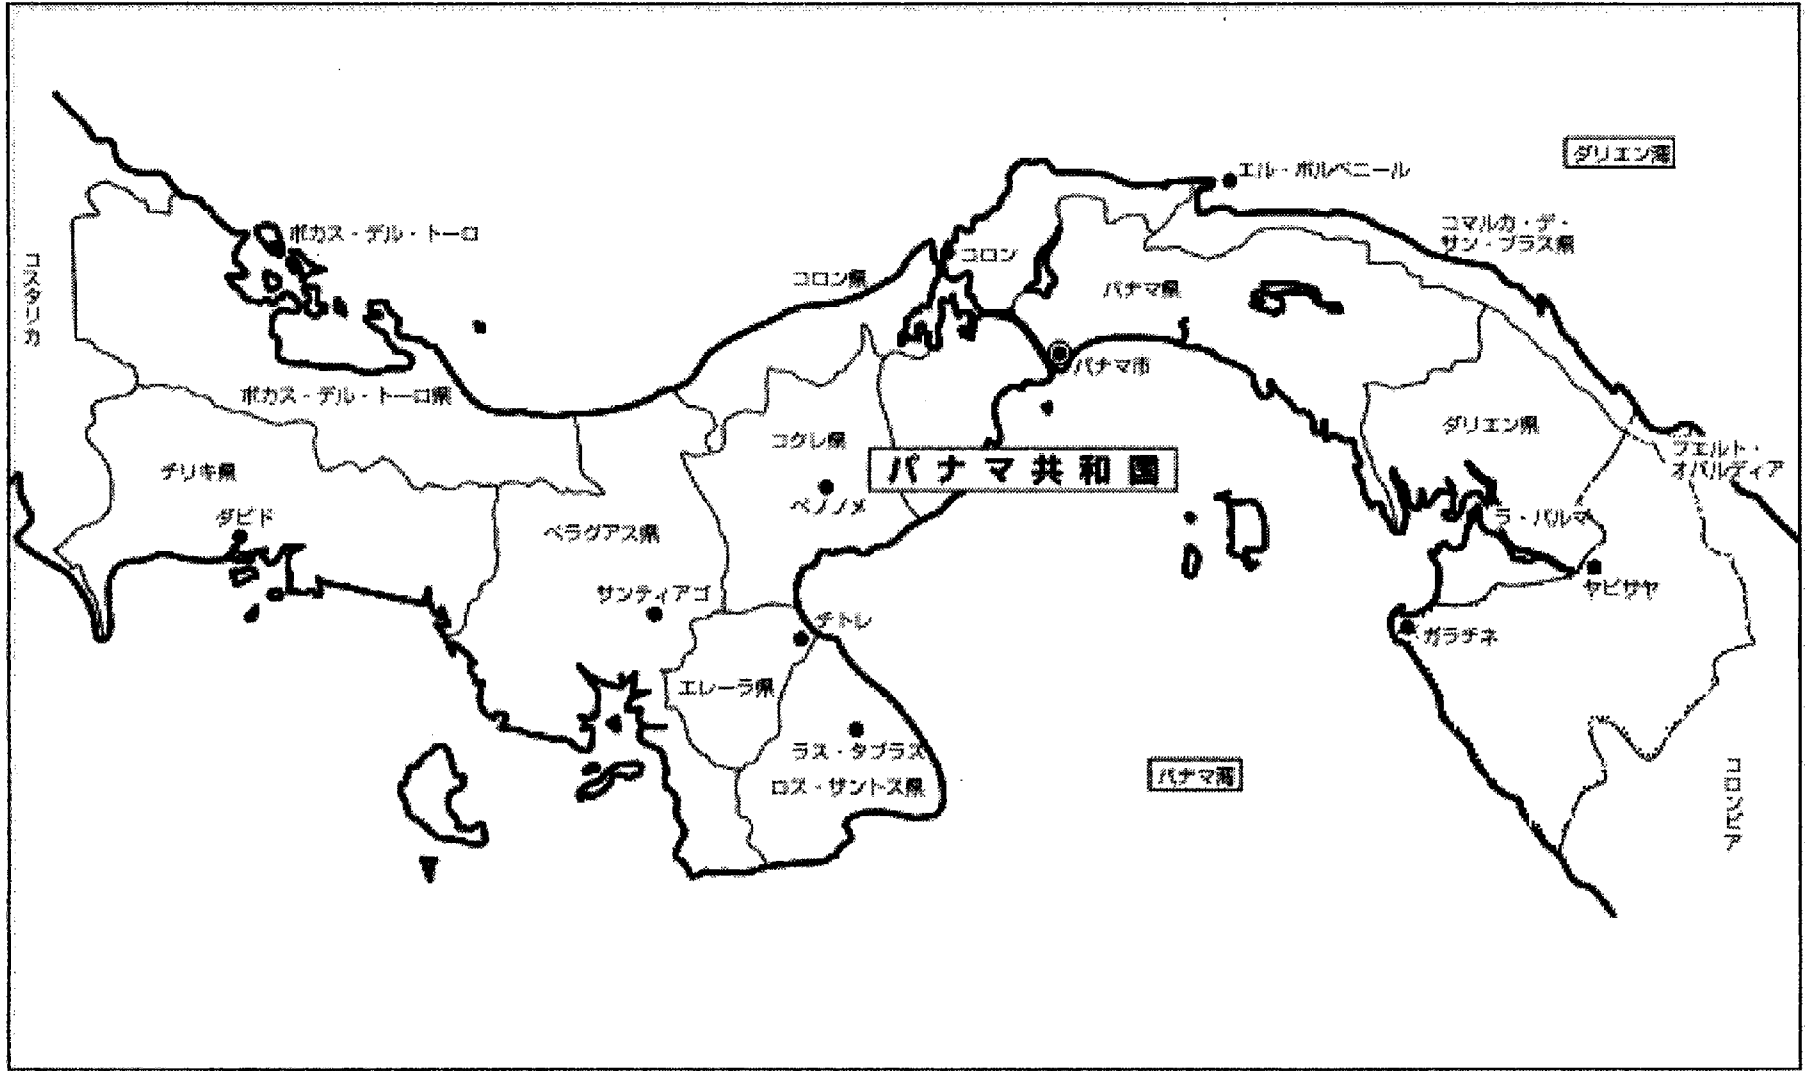 ダリエン湾
エル・ポルベニール
コマルカ・デ・
サン・ブラス県
ボカス・デル・トーロ
コロン
コスタリカ
コロン県
パナマ県
パナマ市
ボカス・デル・トーロ県
ダリエン県
コクレ県
プエルト・
オバルディア
パナマ共和国
チリキ県
ペノノメ
ダビド
ラ・パルマ
ベラグアス県
ヤビサヤ
サンティアゴ
チトレ
ガラチネ
エレーラ県
ラス・タブラス
パナマ湾
ロス・サントス県
コロンビア